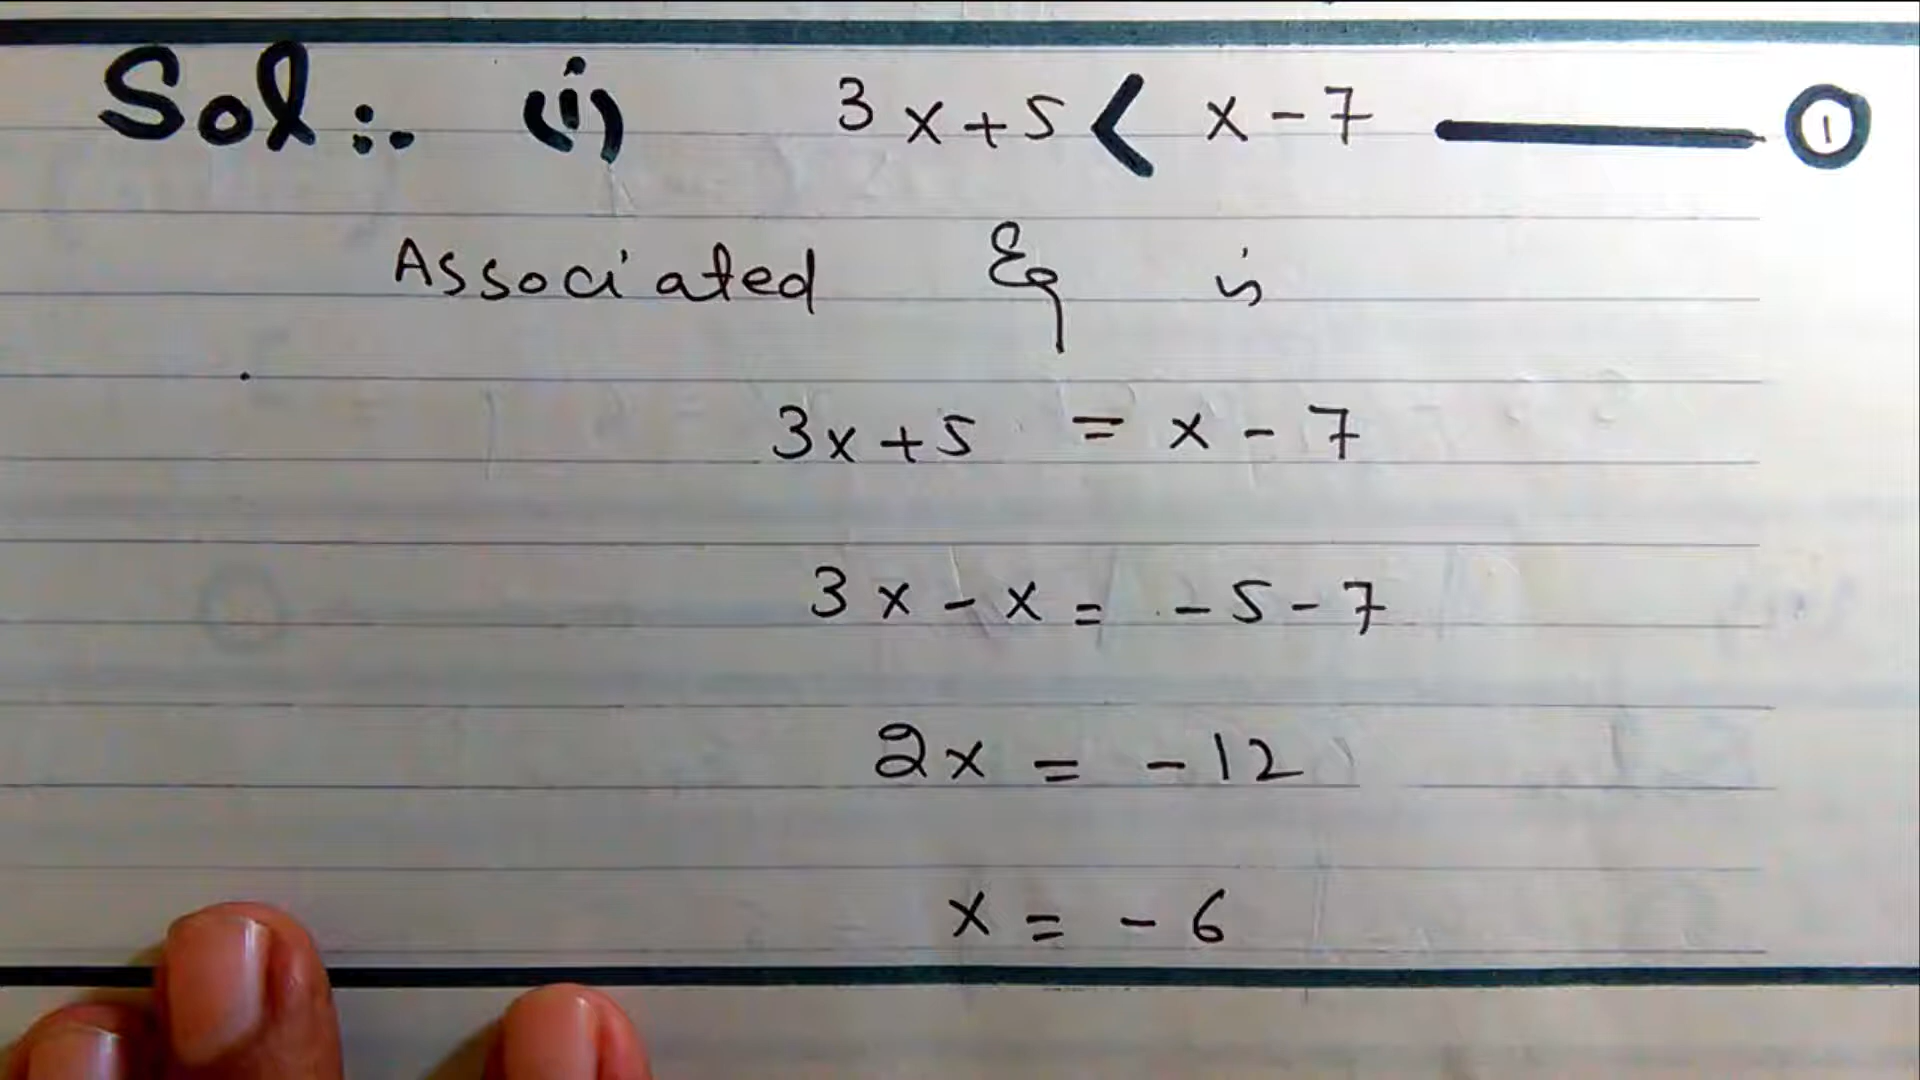 Sol:. (i) 3x+5 < x-7 —— ①
Associated Eq is
3x+5 = x-7
3x-x = -5-7
2x = -12
x = -6